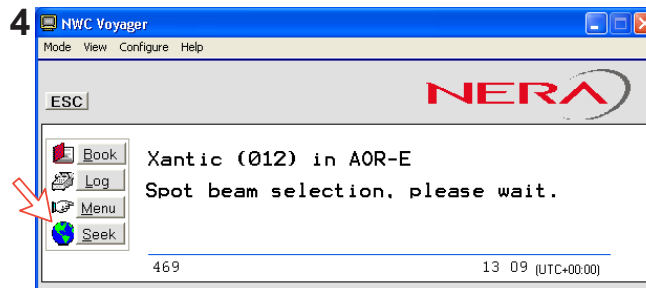 4
NWC Voyager
Mode View Configure Help
ESC
NERA
Book
Log
Menu
Seek
Xantic (012) in AOR-E
Spot beam selection, please wait.
469 13 09 (UTC+00:00)